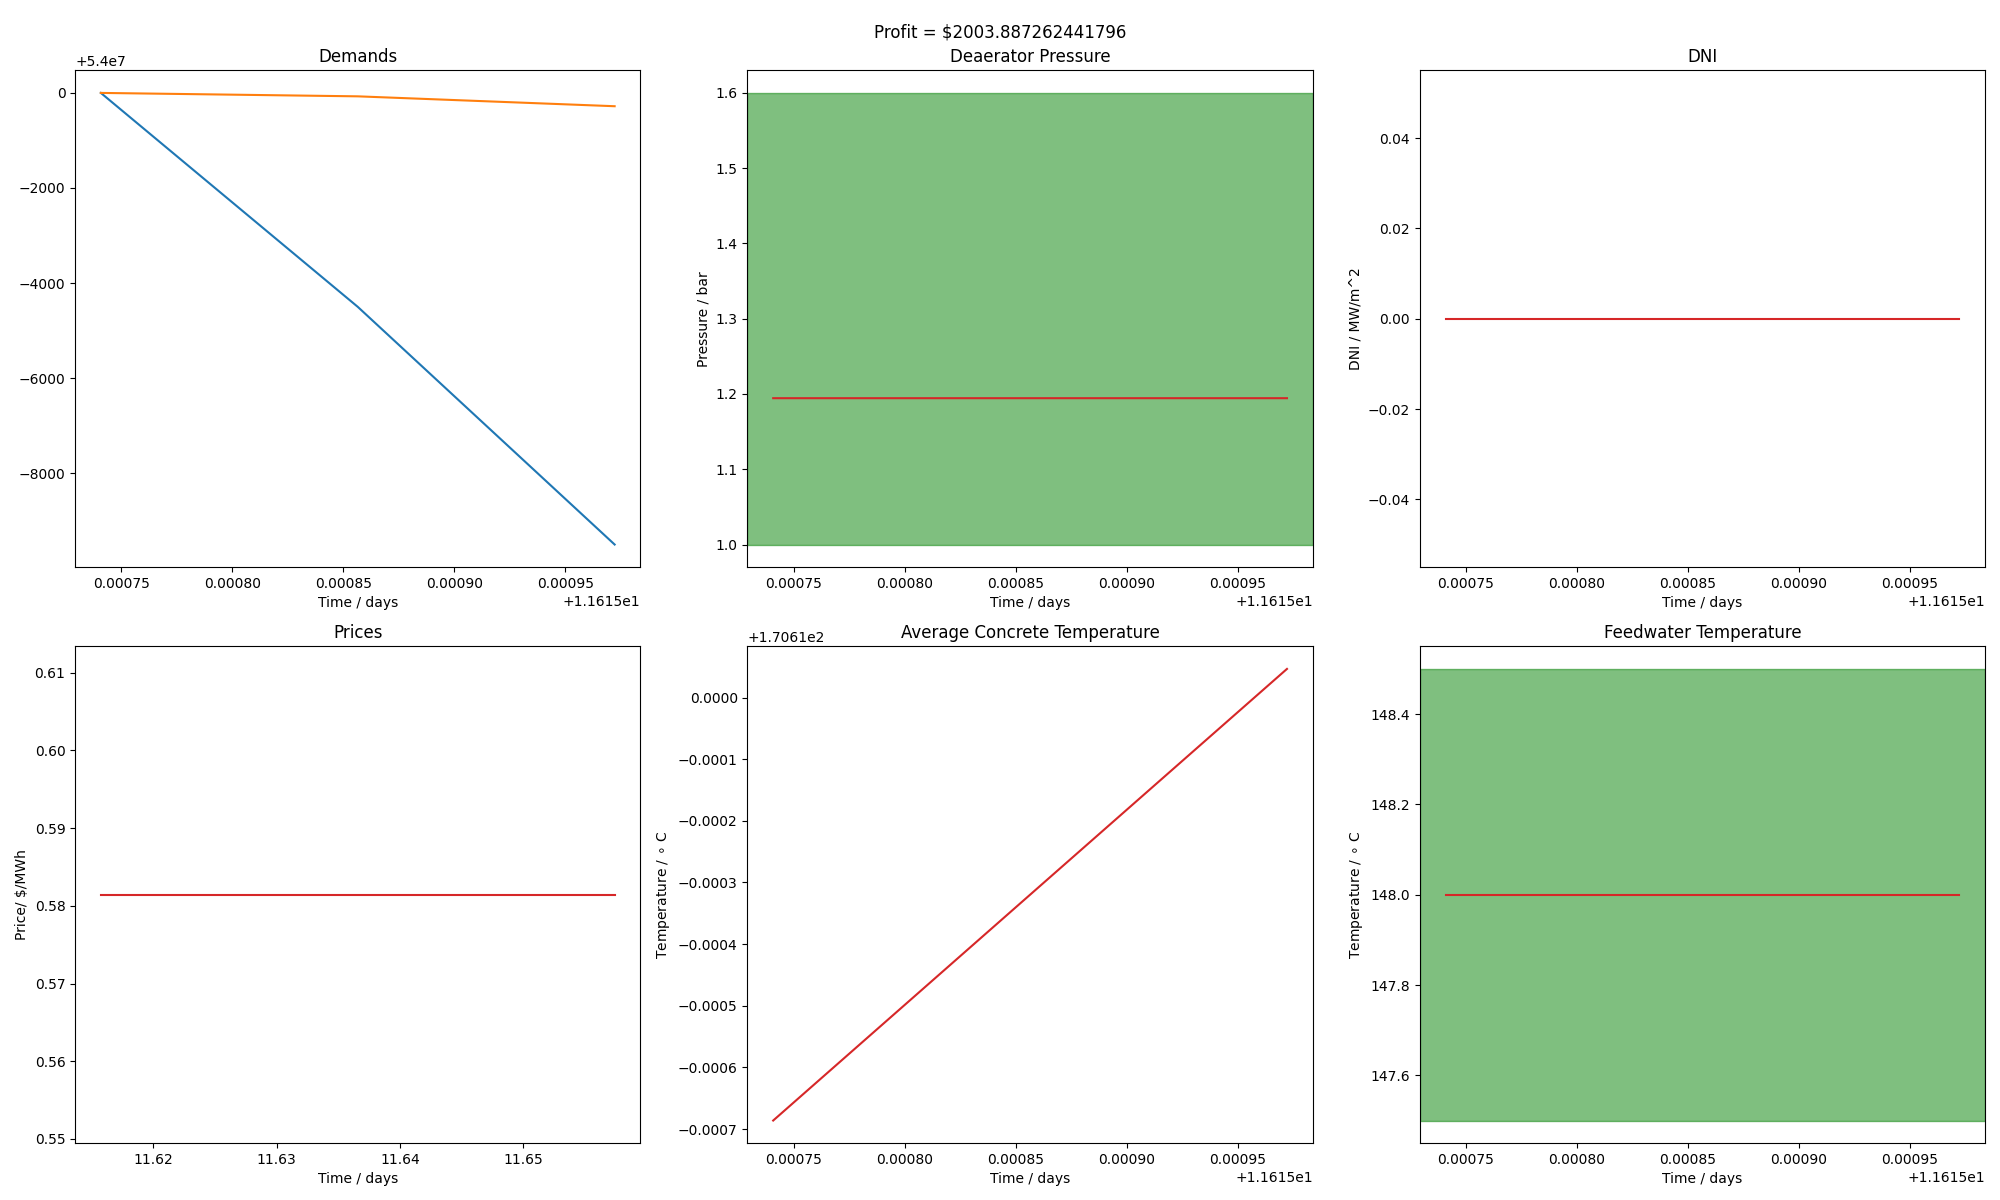 Profit = $2003.887262441796
Demands
+5.4e7
0
−2000
−4000
−6000
−8000
0.00075 0.00080 0.00085 0.00090 0.00095
Time / days
+1.1615e1
Deaerator Pressure
Pressure / bar
1.6
1.5
1.4
1.3
1.2
1.1
1.0
0.00075 0.00080 0.00085 0.00090 0.00095
Time / days
+1.1615e1
DNI
DNI / MW/m^2
0.04
0.02
0.00
−0.02
−0.04
0.00075 0.00080 0.00085 0.00090 0.00095
Time / days
+1.1615e1
Prices
Price/ $/MWh
0.61
0.60
0.59
0.58
0.57
0.56
0.55
11.62 11.63 11.64 11.65
Time / days
Average Concrete Temperature
+1.7061e2
Temperature / ∘ C
0.0000
−0.0001
−0.0002
−0.0003
−0.0004
−0.0005
−0.0006
−0.0007
0.00075 0.00080 0.00085 0.00090 0.00095
Time / days
+1.1615e1
Feedwater Temperature
Temperature / ∘ C
148.4
148.2
148.0
147.8
147.6
0.00075 0.00080 0.00085 0.00090 0.00095
Time / days
+1.1615e1